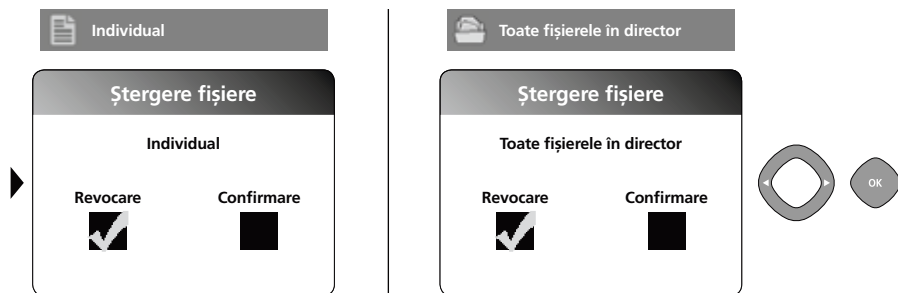 Individual
Ștergere fișiere
Individual
Revocare Confirmare
Toate fișierele în director
Ștergere fișiere
Toate fișierele în director
Revocare Confirmare
OK